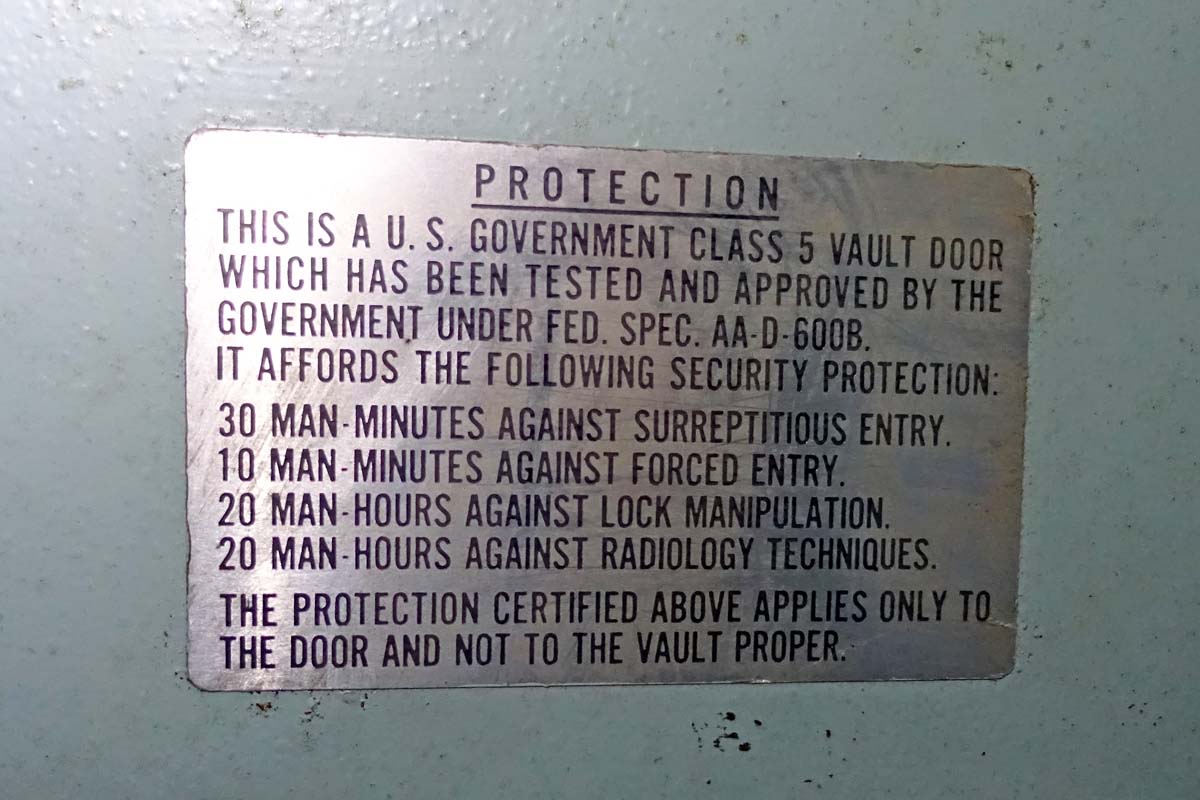 PROTECTION
THIS IS A U. S. GOVERNMENT CLASS 5 VAULT DOOR
WHICH HAS BEEN TESTED AND APPROVED BY THE
GOVERNMENT UNDER FED. SPEC. AA-D-600B.
IT AFFORDS THE FOLLOWING SECURITY PROTECTION:
30 MAN-MINUTES AGAINST SURREPTITIOUS ENTRY.
10 MAN-MINUTES AGAINST FORCED ENTRY.
20 MAN-HOURS AGAINST LOCK MANIPULATION.
20 MAN-HOURS AGAINST RADIOLOGY TECHNIQUES.
THE PROTECTION CERTIFIED ABOVE APPLIES ONLY TO
THE DOOR AND NOT TO THE VAULT PROPER.